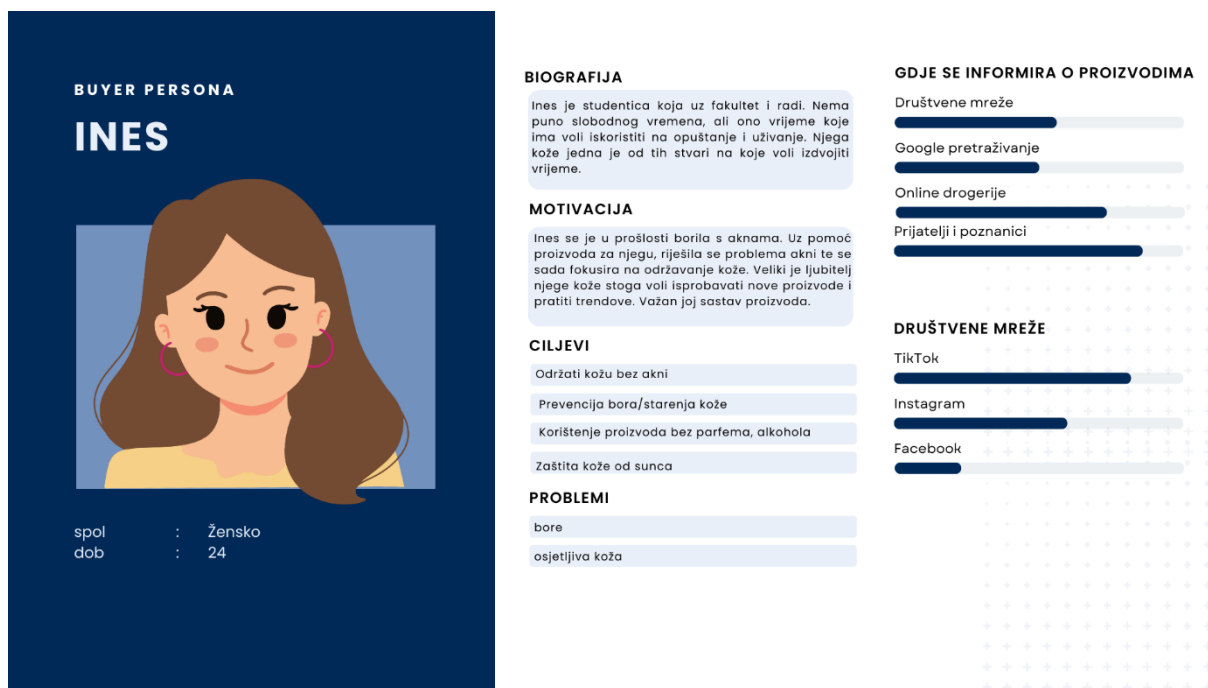 BUYER PERSONA
INES
spol : Žensko
dob : 24
BIOGRAFIJA
Ines je studentica koja uz fakultet i radi. Nema
puno slobodnog vremena, ali ono vrijeme koje
ima voli iskoristiti na opuštanje i uživanje. Njega
kože jedna je od tih stvari na koje voli izdvojiti
vrijeme.
MOTIVACIJA
Ines se je u prošlosti borila s aknama. Uz pomoć
proizvoda za njegu, riješila se problema akni te se
sada fokusira na održavanje kože. Veliki je ljubitelj
njege kože stoga voli isprobavati nove proizvode i
pratiti trendove. Važan joj sastav proizvoda.
CILJEVI
Održati kožu bez akni
Prevencija bora/starenja kože
Korištenje proizvoda bez parfema, alkohola
Zaštita kože od sunca
PROBLEMI
bore
osjetljiva koža
GDJE SE INFORMIRA O PROIZVODIMA
Društvene mreže
Google pretraživanje
Online drogerije
Prijatelji i poznanici
DRUŠTVENE MREŽE
TikTok
Instagram
Facebook